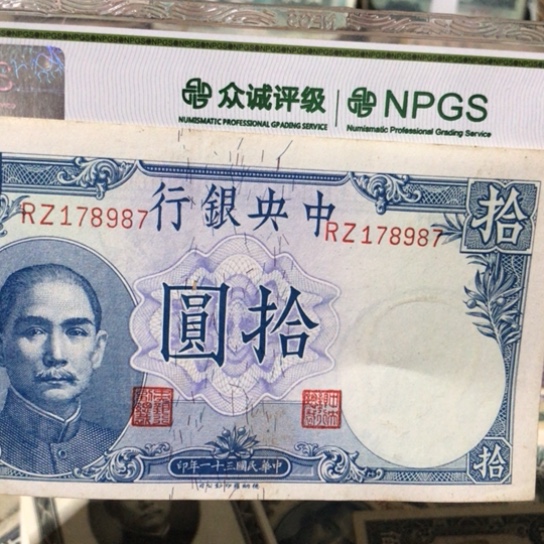 众诚评级 NPGS
NUMISMATIC PROFESSIONAL GRADING SERVICE Numismatic Professional Grading Service
行銀央中
RZ178987 RZ178987
拾
圓拾
印年一十三國民華中
拾